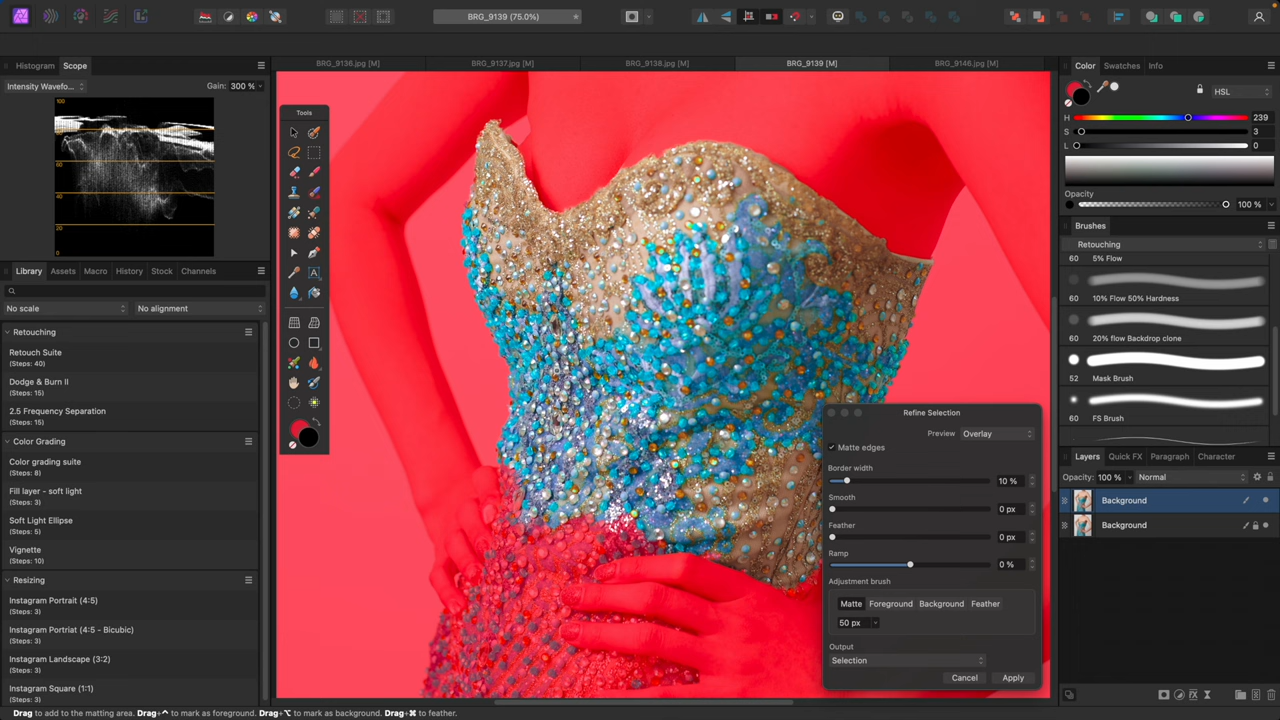 BRG_9139 (75.0%)
Histogram
Scope
Intensity Wavefo...
Gain:
300 %
100
80
60
40
20
0
Library
Assets
Macro
History
Stock
Channels
No scale
No alignment
Retouching
Retouch Suite
(Steps: 40)
Dodge & Burn II
(Steps: 15)
2.5 Frequency Separation
(Steps: 15)
Color Grading
Color grading suite
(Steps: 8)
Fill layer - soft light
(Steps: 3)
Soft Light Ellipse
(Steps: 5)
Vignette
(Steps: 10)
Resizing
Instagram Portrait (4:5)
(Steps: 3)
Instagram Portriat (4:5 - Bicubic)
(Steps: 3)
Instagram Landscape (3:2)
(Steps: 3)
Instagram Square (1:1)
(Steps: 3)
BRG_9136.jpg [M]
BRG_9137.jpg [M]
BRG_9138.jpg [M]
BRG_9139 [M]
BRG_9146.jpg [M]
Tools
Refine Selection
Preview
Overlay
Matte edges
Border width
10 %
Smooth
0 px
Feather
0 px
Ramp
0 %
Adjustment brush
Matte
Foreground
Background
Feather
50 px
Output
Selection
Cancel
Apply
Color
Swatches
Info
HSL
H
239
S
3
L
0
Opacity
100 %
Brushes
Retouching
60
5% Flow
60
10% Flow 50% Hardness
60
20% flow Backdrop clone
52
Mask Brush
60
FS Brush
Layers
Quick FX
Paragraph
Character
Opacity:
100 %
Normal
Background
Background
Drag to add to the matting area. Drag+⌃ to mark as foreground. Drag+⌥ to mark as background. Drag+⌘ to feather.